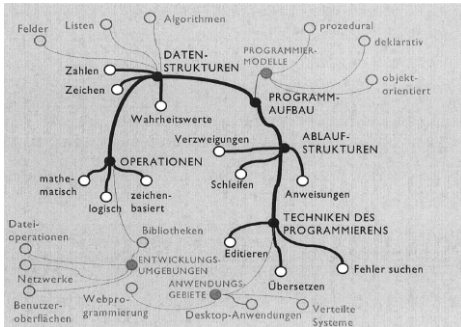 Algorithmen
Listen
Felder
DATEN-
STRUKTUREN
Zahlen
Zeichen
Wahrheitswerte
prozedural
PROGRAMMIER-
MODELLE
deklarativ
objekt-
orientiert
PROGRAMM-
AUFBAU
Verzweigungen
ABLAUF-
STRUKTUREN
Schleifen
Anweisungen
OPERATIONEN
mathe-
matisch
logisch
zeichen-
basiert
TECHNIKEN DES
PROGRAMMIERENS
Editieren
Übersetzen
Fehler suchen
Bibliotheken
Datei-
operationen
ENTWICKLUNGS-
UMGEBUNGEN
Netzwerke
Benutzer-
oberflächen
Webpro-
grammierung
ANWENDUNGS-
GEBIETE
Desktop-Anwendungen
Verteilte
Systeme